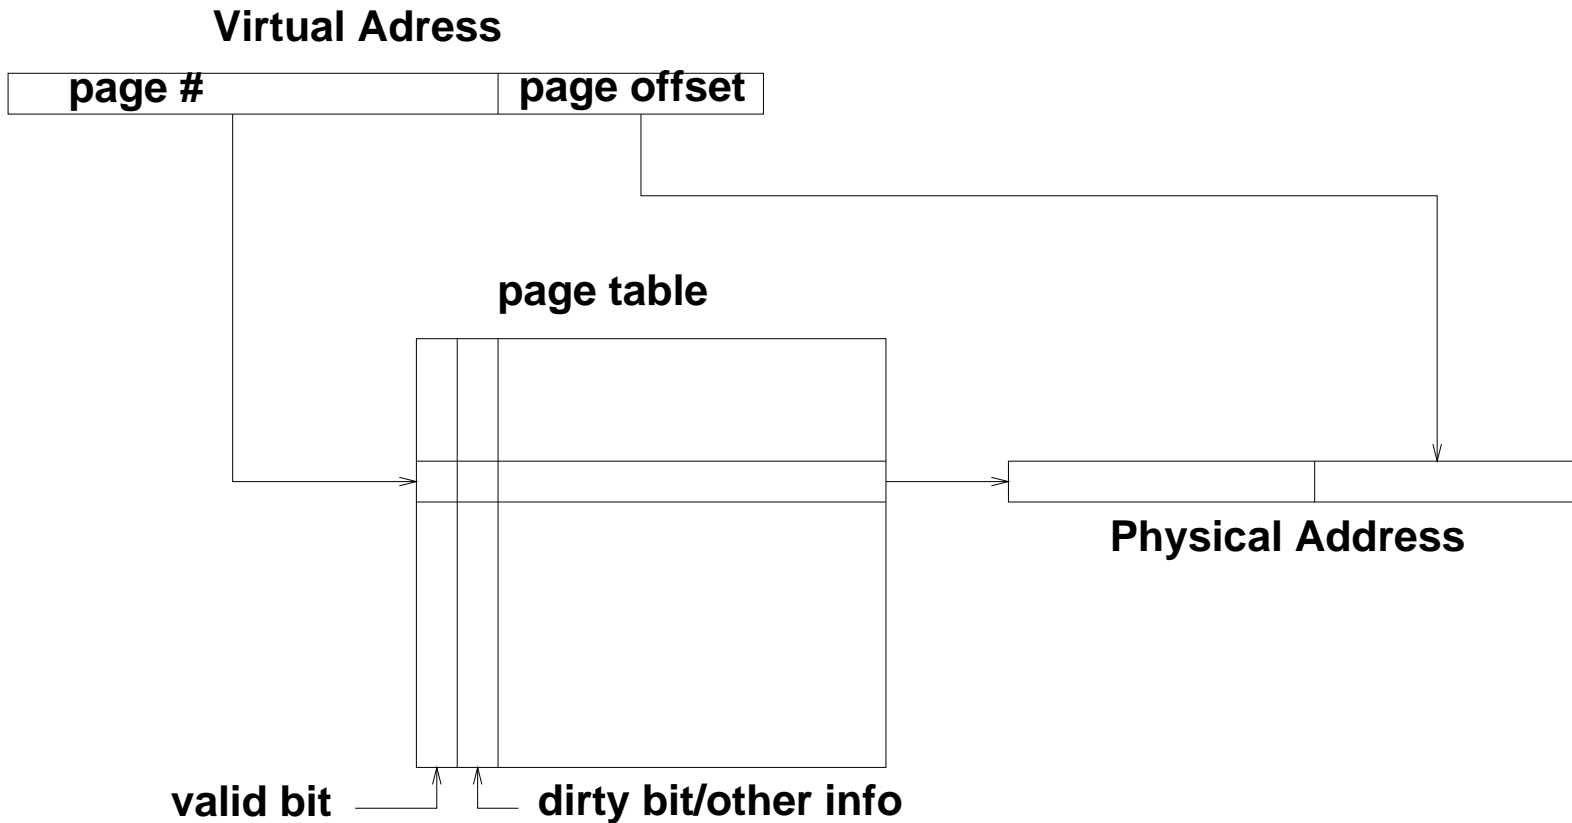 Virtual Adress
page #
page offset
page table
Physical Address
valid bit
dirty bit/other info